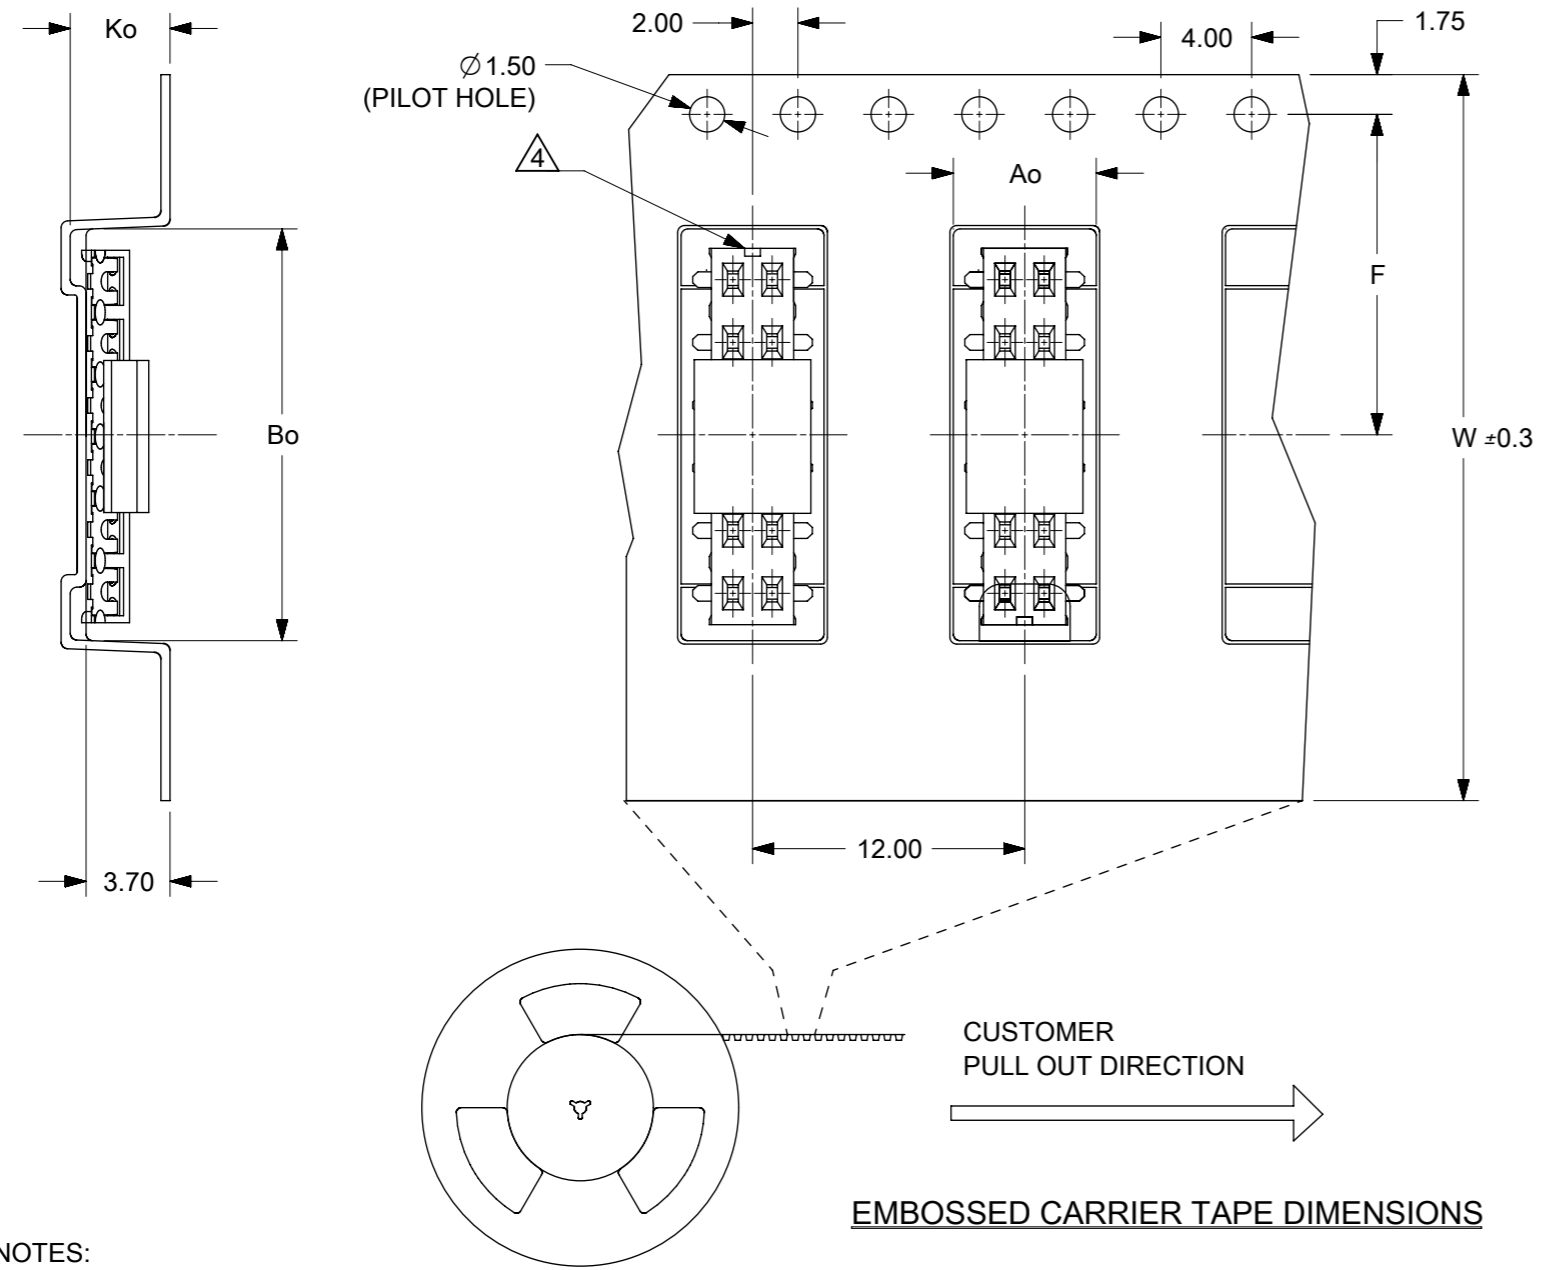 Ko
2.00
1.75
4.00
Ø1.50
(PILOT HOLE)
4
Ao
F
Bo
W ±0.3
12.00
3.70
CUSTOMER
PULL OUT DIRECTION
EMBOSSED CARRIER TAPE DIMENSIONS
NOTES: